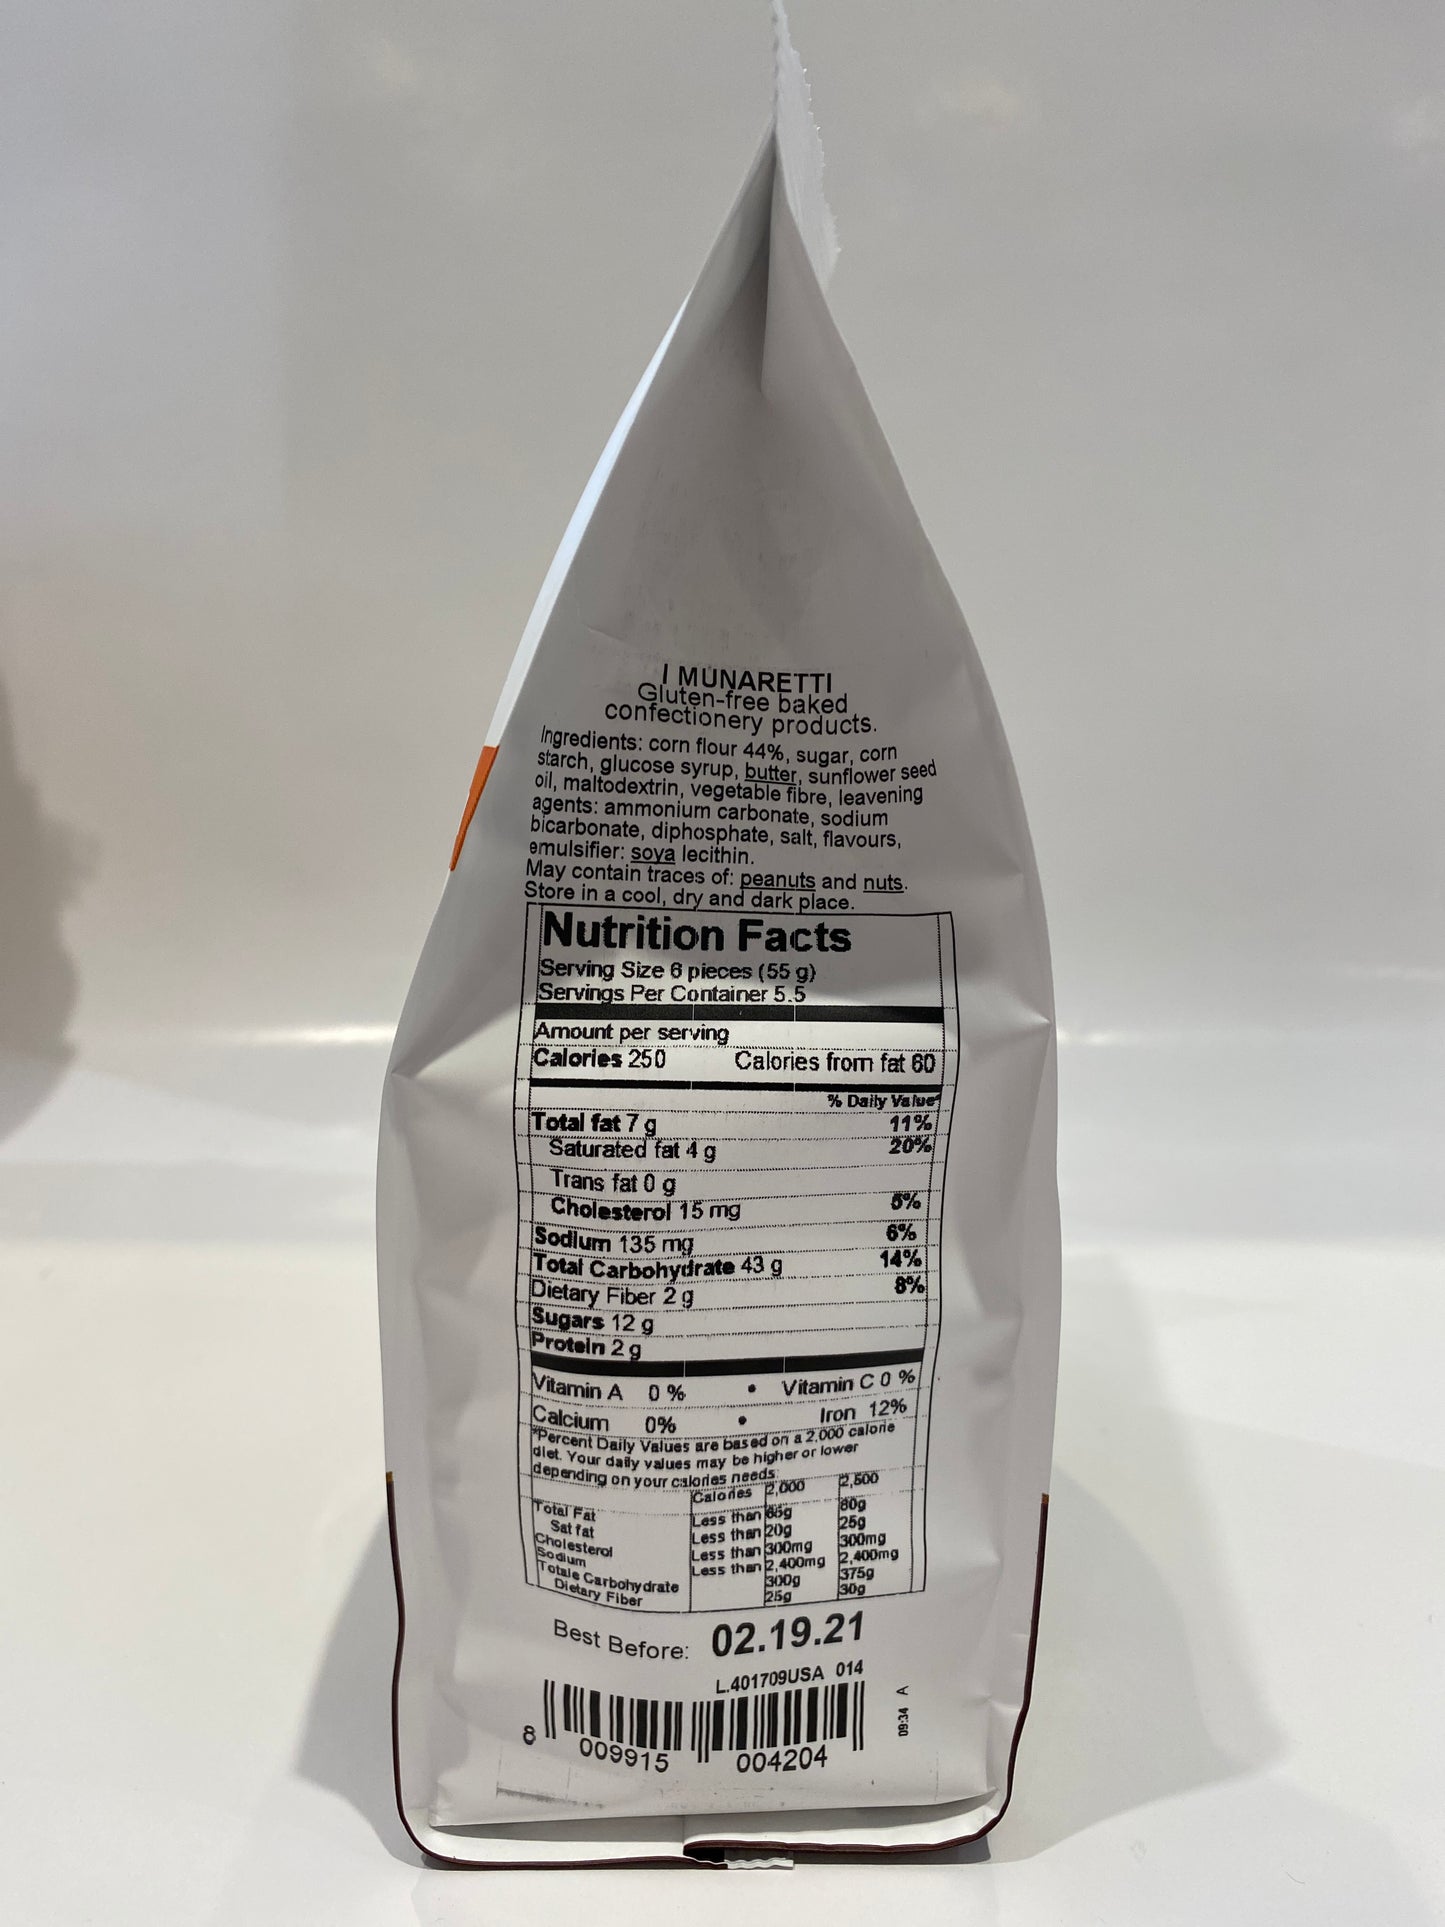 I MUNARETTI
Gluten-free baked
confectionery products.
Ingredients: corn flour 44%, sugar, corn
starch, glucose syrup, butter, sunflower seed
oil, maltodextrin, vegetable fibre, leavening
agents: ammonium carbonate, sodium
bicarbonate, diphosphate, salt, flavours,
emulsifier: soya lecithin.
May contain traces of: peanuts and nuts.
Store in a cool, dry and dark place.
Nutrition Facts
Serving Size 6 pieces (55 g)
Servings Per Container 5.5
Amount per serving
Calories 250 Calories from fat 60
% Daily Value*
Total fat 7 g 11%
Saturated fat 4 g 20%
Trans fat 0 g
Cholesterol 15 mg 5%
Sodium 135 mg 6%
Total Carbohydrate 43 g 14%
Dietary Fiber 2 g 8%
Sugars 12 g
Protein 2 g
Vitamin A 0 % • Vitamin C 0 %
Calcium 0% • Iron 12%
*Percent Daily Values are based on a 2,000 calorie
diet. Your daily values may be higher or lower
depending on your calories needs:
Calories 2,000 2,500
Total Fat Less than 65g 80g
Sat fat Less than 20g 25g
Cholesterol Less than 300mg 300mg
Sodium Less than 2,400mg 2,400mg
Totale Carbohydrate 300g 375g
Dietary Fiber 25g 30g
Best Before: 02.19.21
L.401709USA 014
09:34 A
8 009915 004204